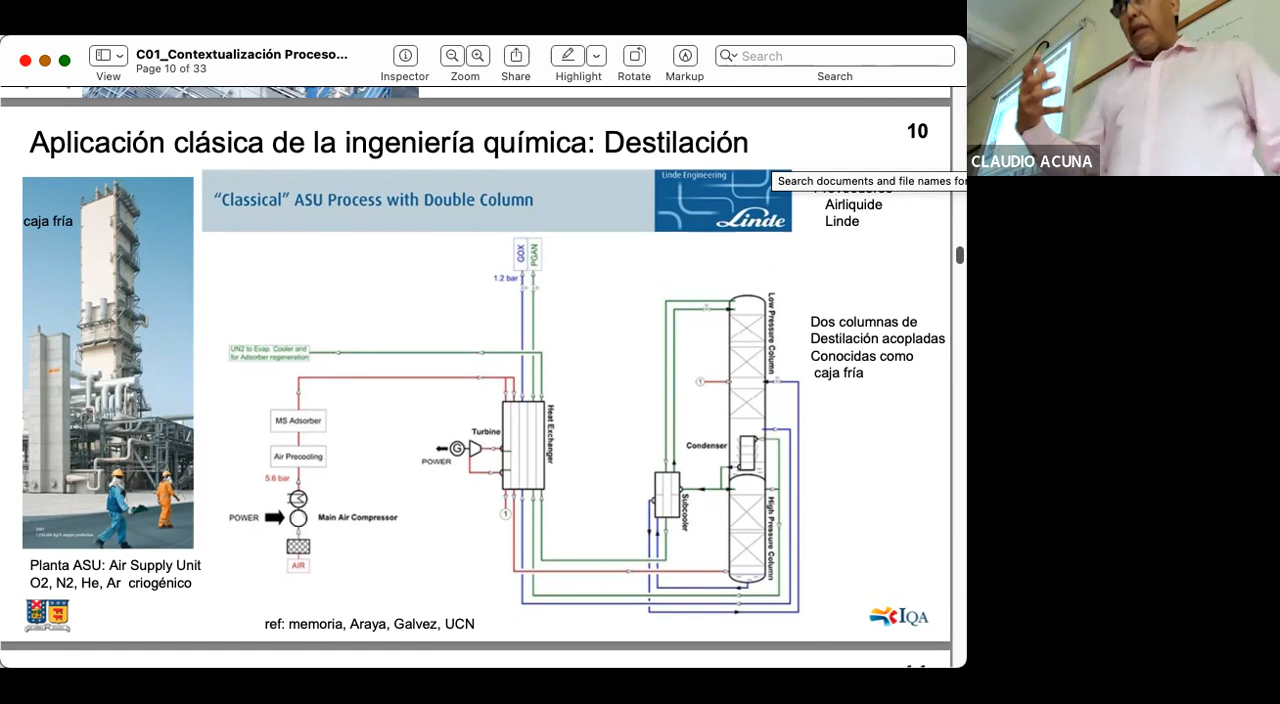 C01_Contextualización Proceso...
Page 10 of 33
View
Inspector
Zoom
Share
Highlight
Rotate
Markup
Search
Search
CLAUDIO ACUNA
Aplicación clásica de la ingeniería química: Destilación
10
Search documents and file names for
caja fría
"Classical" ASU Process with Double Column
Linde Engineering
Linde
Airliquide
Linde
GOX
PGAN
1.2 bar
UN2 to Evap. Cooler and
for Adsorber regeneration
MS Adsorber
Air Precooling
5.6 bar
POWER
Main Air Compressor
AIR
Turbine
G
POWER
Heat Exchanger
1
1
Condenser
Subcooler
Low Pressure Column
High Pressure Column
Dos columnas de
Destilación acopladas
Conocidas como
caja fría
Planta ASU: Air Supply Unit
O2, N2, He, Ar criogénico
ref: memoria, Araya, Galvez, UCN
IQA